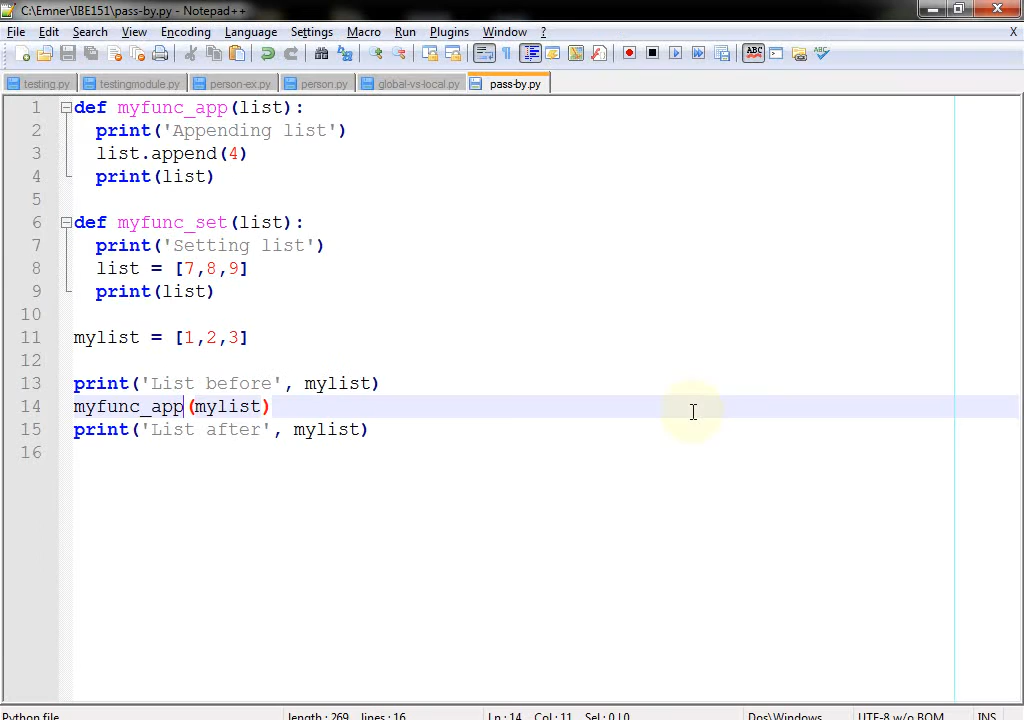 C:\Emner\IBE151\pass-by.py - Notepad++
File Edit Search View Encoding Language Settings Macro Run Plugins Window ? X
testing.py testingmodule.py person-ex.py person.py global-vs-local.py pass-by.py
1 def myfunc_app(list):
2 print('Appending list')
3 list.append(4)
4 print(list)
5
6 def myfunc_set(list):
7 print('Setting list')
8 list = [7,8,9]
9 print(list)
10
11 mylist = [1,2,3]
12
13 print('List before', mylist)
14 myfunc_app(mylist)
15 print('List after', mylist)
16
Python file length : 269 lines : 16 Ln : 14 Col : 11 Sel : 0 | 0 Dos\Windows UTF-8 w/o BOM INS